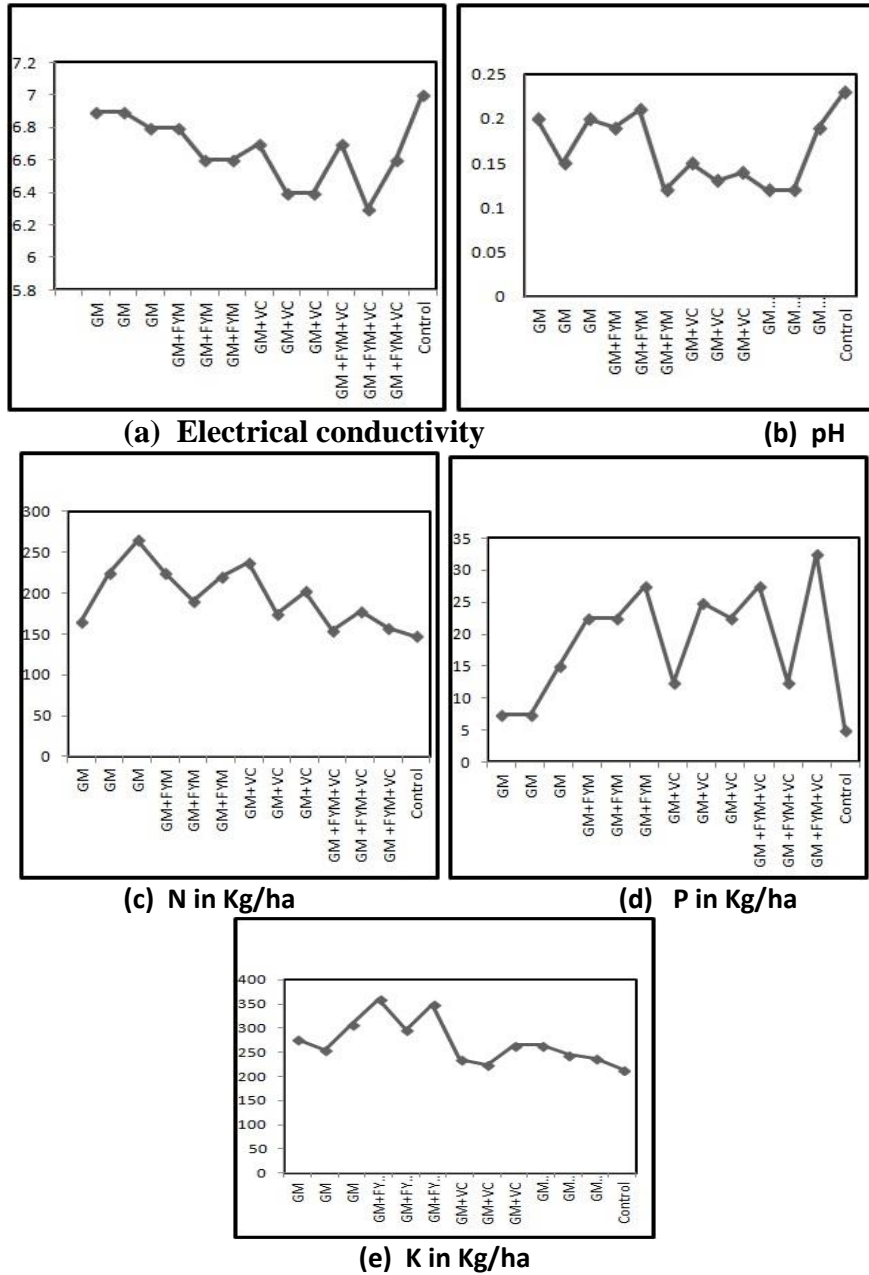 7.2
7
6.8
6.6
6.4
6.2
6
5.8
GM
GM
GM
GM+FYM
GM+FYM
GM+FYM
GM+VC
GM+VC
GM+VC
GM +FYM+VC
GM +FYM+VC
GM +FYM+VC
Control
0.25
0.2
0.15
0.1
0.05
0
GM
GM
GM
GM+FYM
GM+FYM
GM+FYM
GM+VC
GM+VC
GM+VC
GM...
GM...
GM...
Control
(a) Electrical conductivity
(b) pH
300
250
200
150
100
50
0
GM
GM
GM
GM+FYM
GM+FYM
GM+FYM
GM+VC
GM+VC
GM+VC
GM +FYM+VC
GM +FYM+VC
GM +FYM+VC
Control
35
30
25
20
15
10
5
0
GM
GM
GM
GM+FYM
GM+FYM
GM+FYM
GM+VC
GM+VC
GM+VC
GM +FYM+VC
GM +FYM+VC
GM +FYM+VC
Control
(c) N in Kg/ha
(d) P in Kg/ha
400
350
300
250
200
150
100
50
0
GM
GM
GM
GM+FY..
GM+FY..
GM+FY..
GM+VC
GM+VC
GM+VC
GM..
GM..
GM..
Control
(e) K in Kg/ha